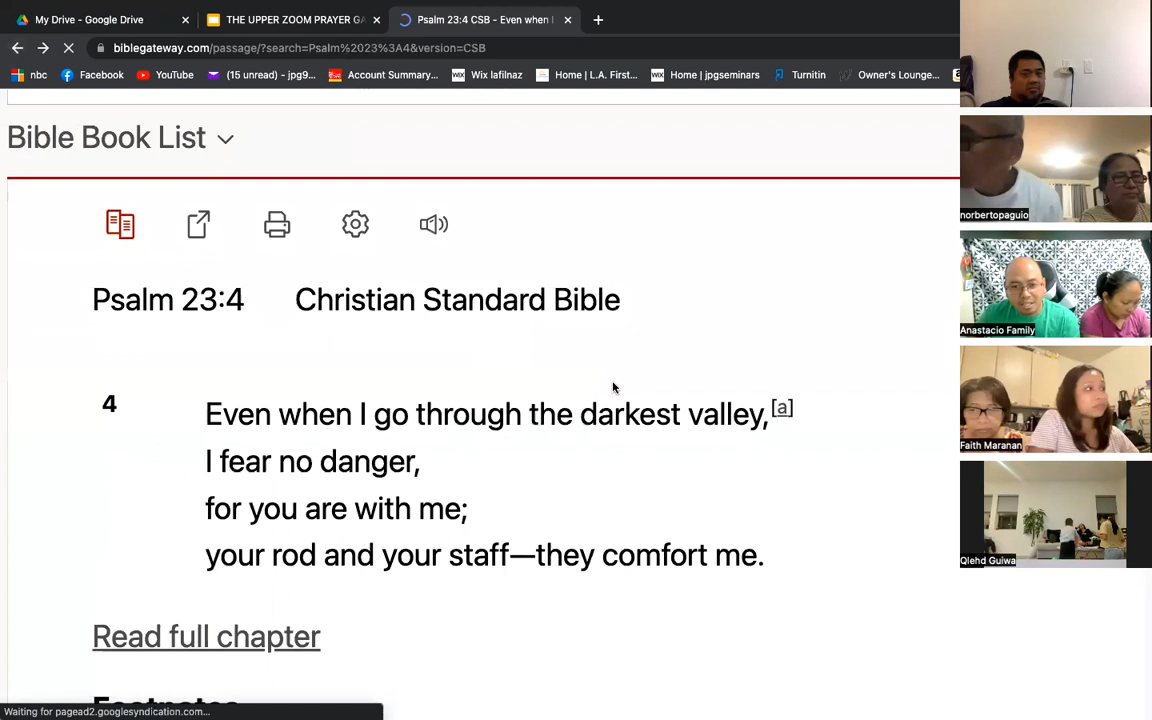 My Drive - Google Drive
THE UPPER ZOOM PRAYER GA
Psalm 23:4 CSB - Even when I
biblegateway.com/passage/?search=Psalm%2023%3A4&version=CSB
nbc
Facebook
YouTube
(15 unread) - jpg9...
Account Summary...
Wix lafilnaz
Home | L.A. First...
Home | jpgseminars
Turnitin
Owner's Lounge...
Bible Book List
Psalm 23:4 Christian Standard Bible
4 Even when I go through the darkest valley,[a]
I fear no danger,
for you are with me;
your rod and your staff—they comfort me.
Read full chapter
Footnotes
Waiting for pagead2.googlesyndication.com...
norbertopaguio
Anastacio Family
Faith Maranan
Qlehd Guiwa